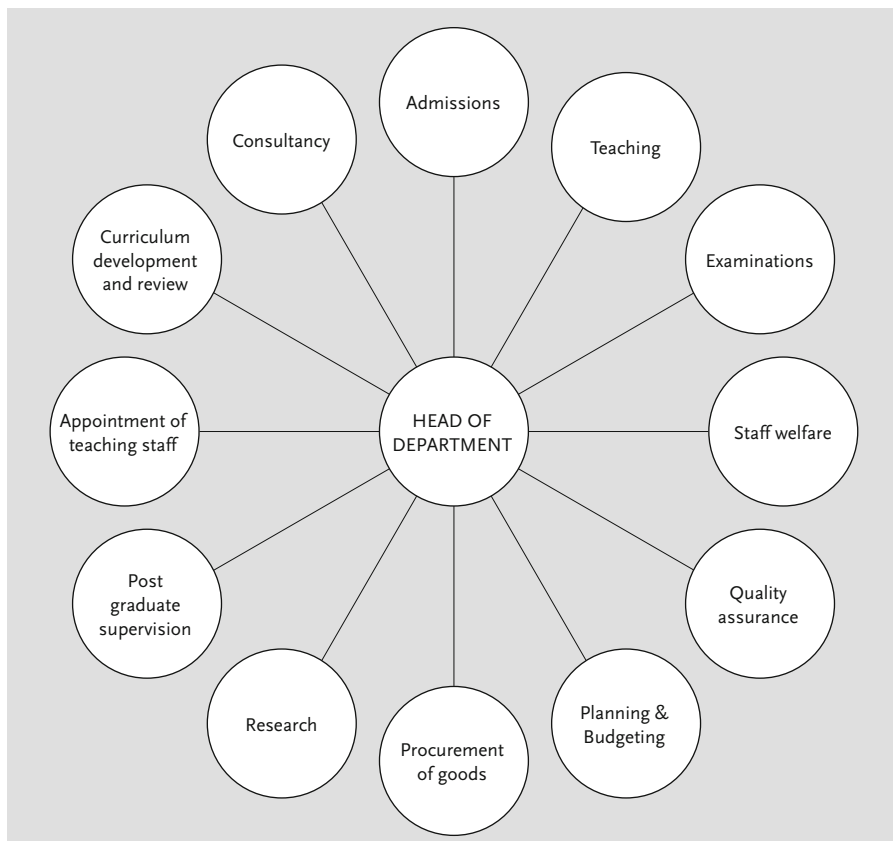 Admissions
Teaching
Examinations
Staff welfare
Quality
assurance
Planning &
Budgeting
Procurement
of goods
Research
Post
graduate
supervision
Appointment of
teaching staff
Curriculum
development
and review
Consultancy
HEAD OF
DEPARTMENT